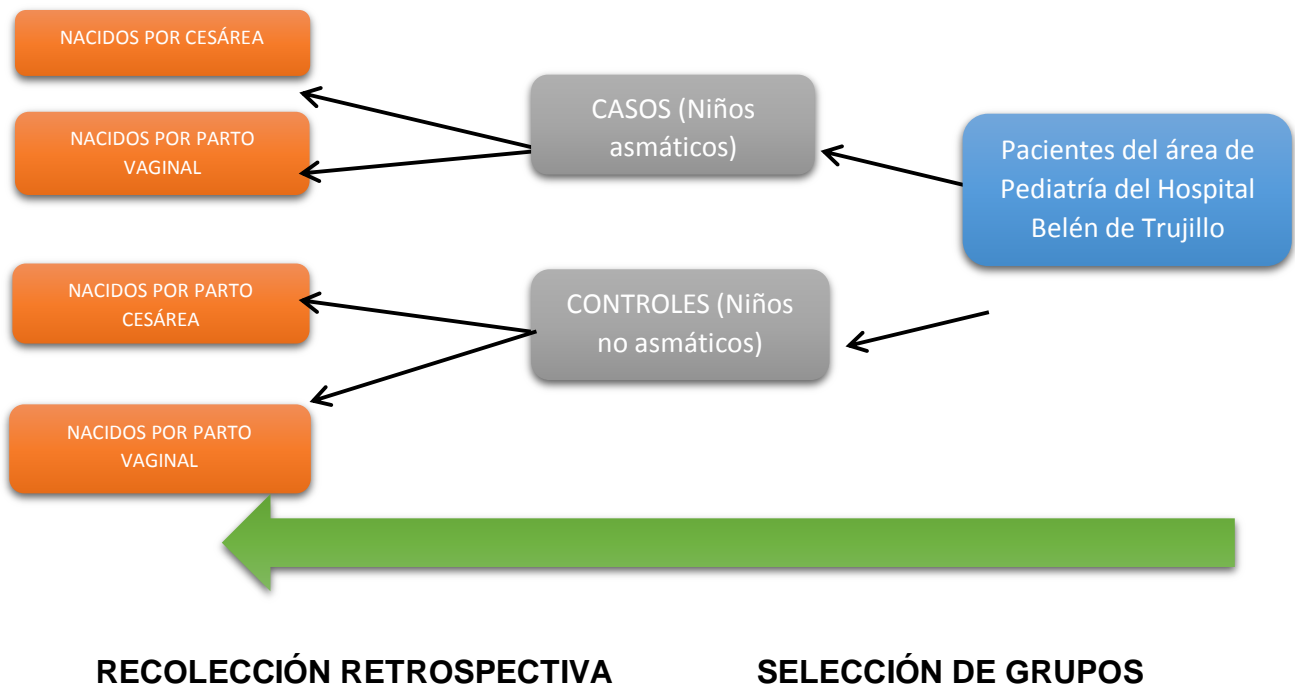 NACIDOS POR CESÁREA
NACIDOS POR PARTO
VAGINAL
CASOS (Niños
asmáticos)
Pacientes del área de
Pediatría del Hospital
Belén de Trujillo
NACIDOS POR PARTO
CESÁREA
CONTROLES (Niños
no asmáticos)
NACIDOS POR PARTO
VAGINAL
RECOLECCIÓN RETROSPECTIVA
SELECCIÓN DE GRUPOS